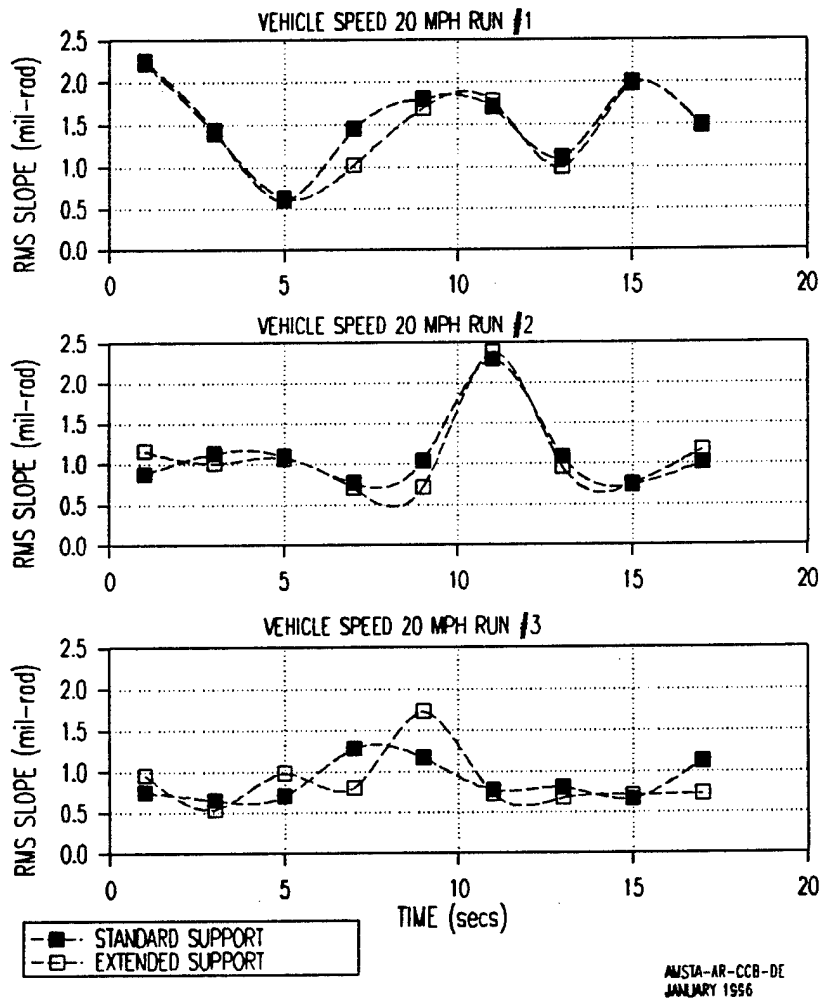 VEHICLE SPEED 20 MPH RUN #1
RMS SLOPE (mil-rad)
2.5
2.0
1.5
1.0
0.5
0.0
0 5 10 15 20
VEHICLE SPEED 20 MPH RUN #2
RMS SLOPE (mil-rad)
2.5
2.0
1.5
1.0
0.5
0.0
0 5 10 15 20
VEHICLE SPEED 20 MPH RUN #3
RMS SLOPE (mil-rad)
2.5
2.0
1.5
1.0
0.5
0.0
0 5 10 15 20
TIME (secs)
STANDARD SUPPORT
EXTENDED SUPPORT
AMSTA-AR-CCB-DE
JANUARY 1996